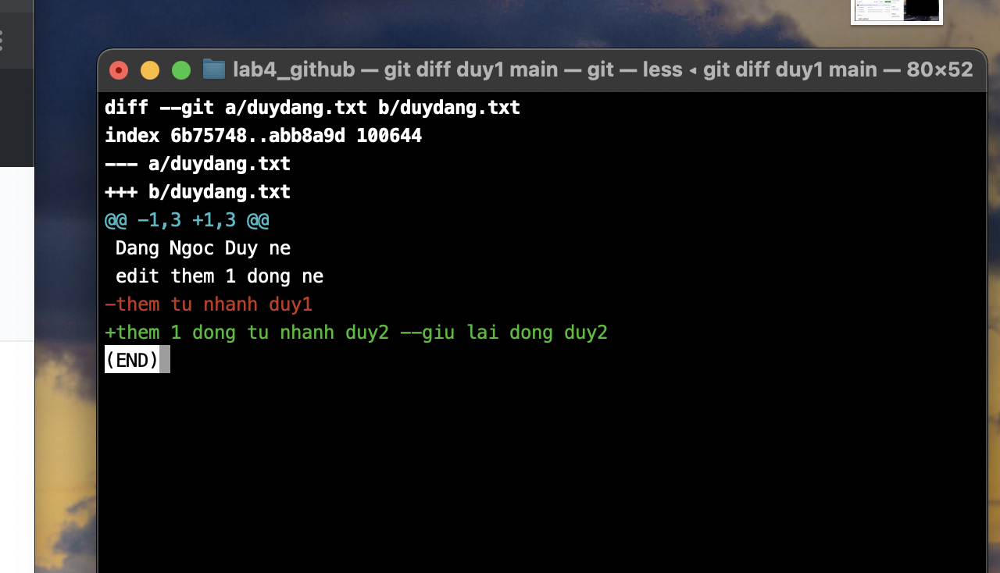 lab4_github — git diff duy1 main — git — less ◂ git diff duy1 main — 80×52
diff --git a/duydang.txt b/duydang.txt
index 6b75748..abb8a9d 100644
--- a/duydang.txt
+++ b/duydang.txt
@@ -1,3 +1,3 @@
 Dang Ngoc Duy ne
 edit them 1 dong ne
-them tu nhanh duy1
+them 1 dong tu nhanh duy2 --giu lai dong duy2
(END)